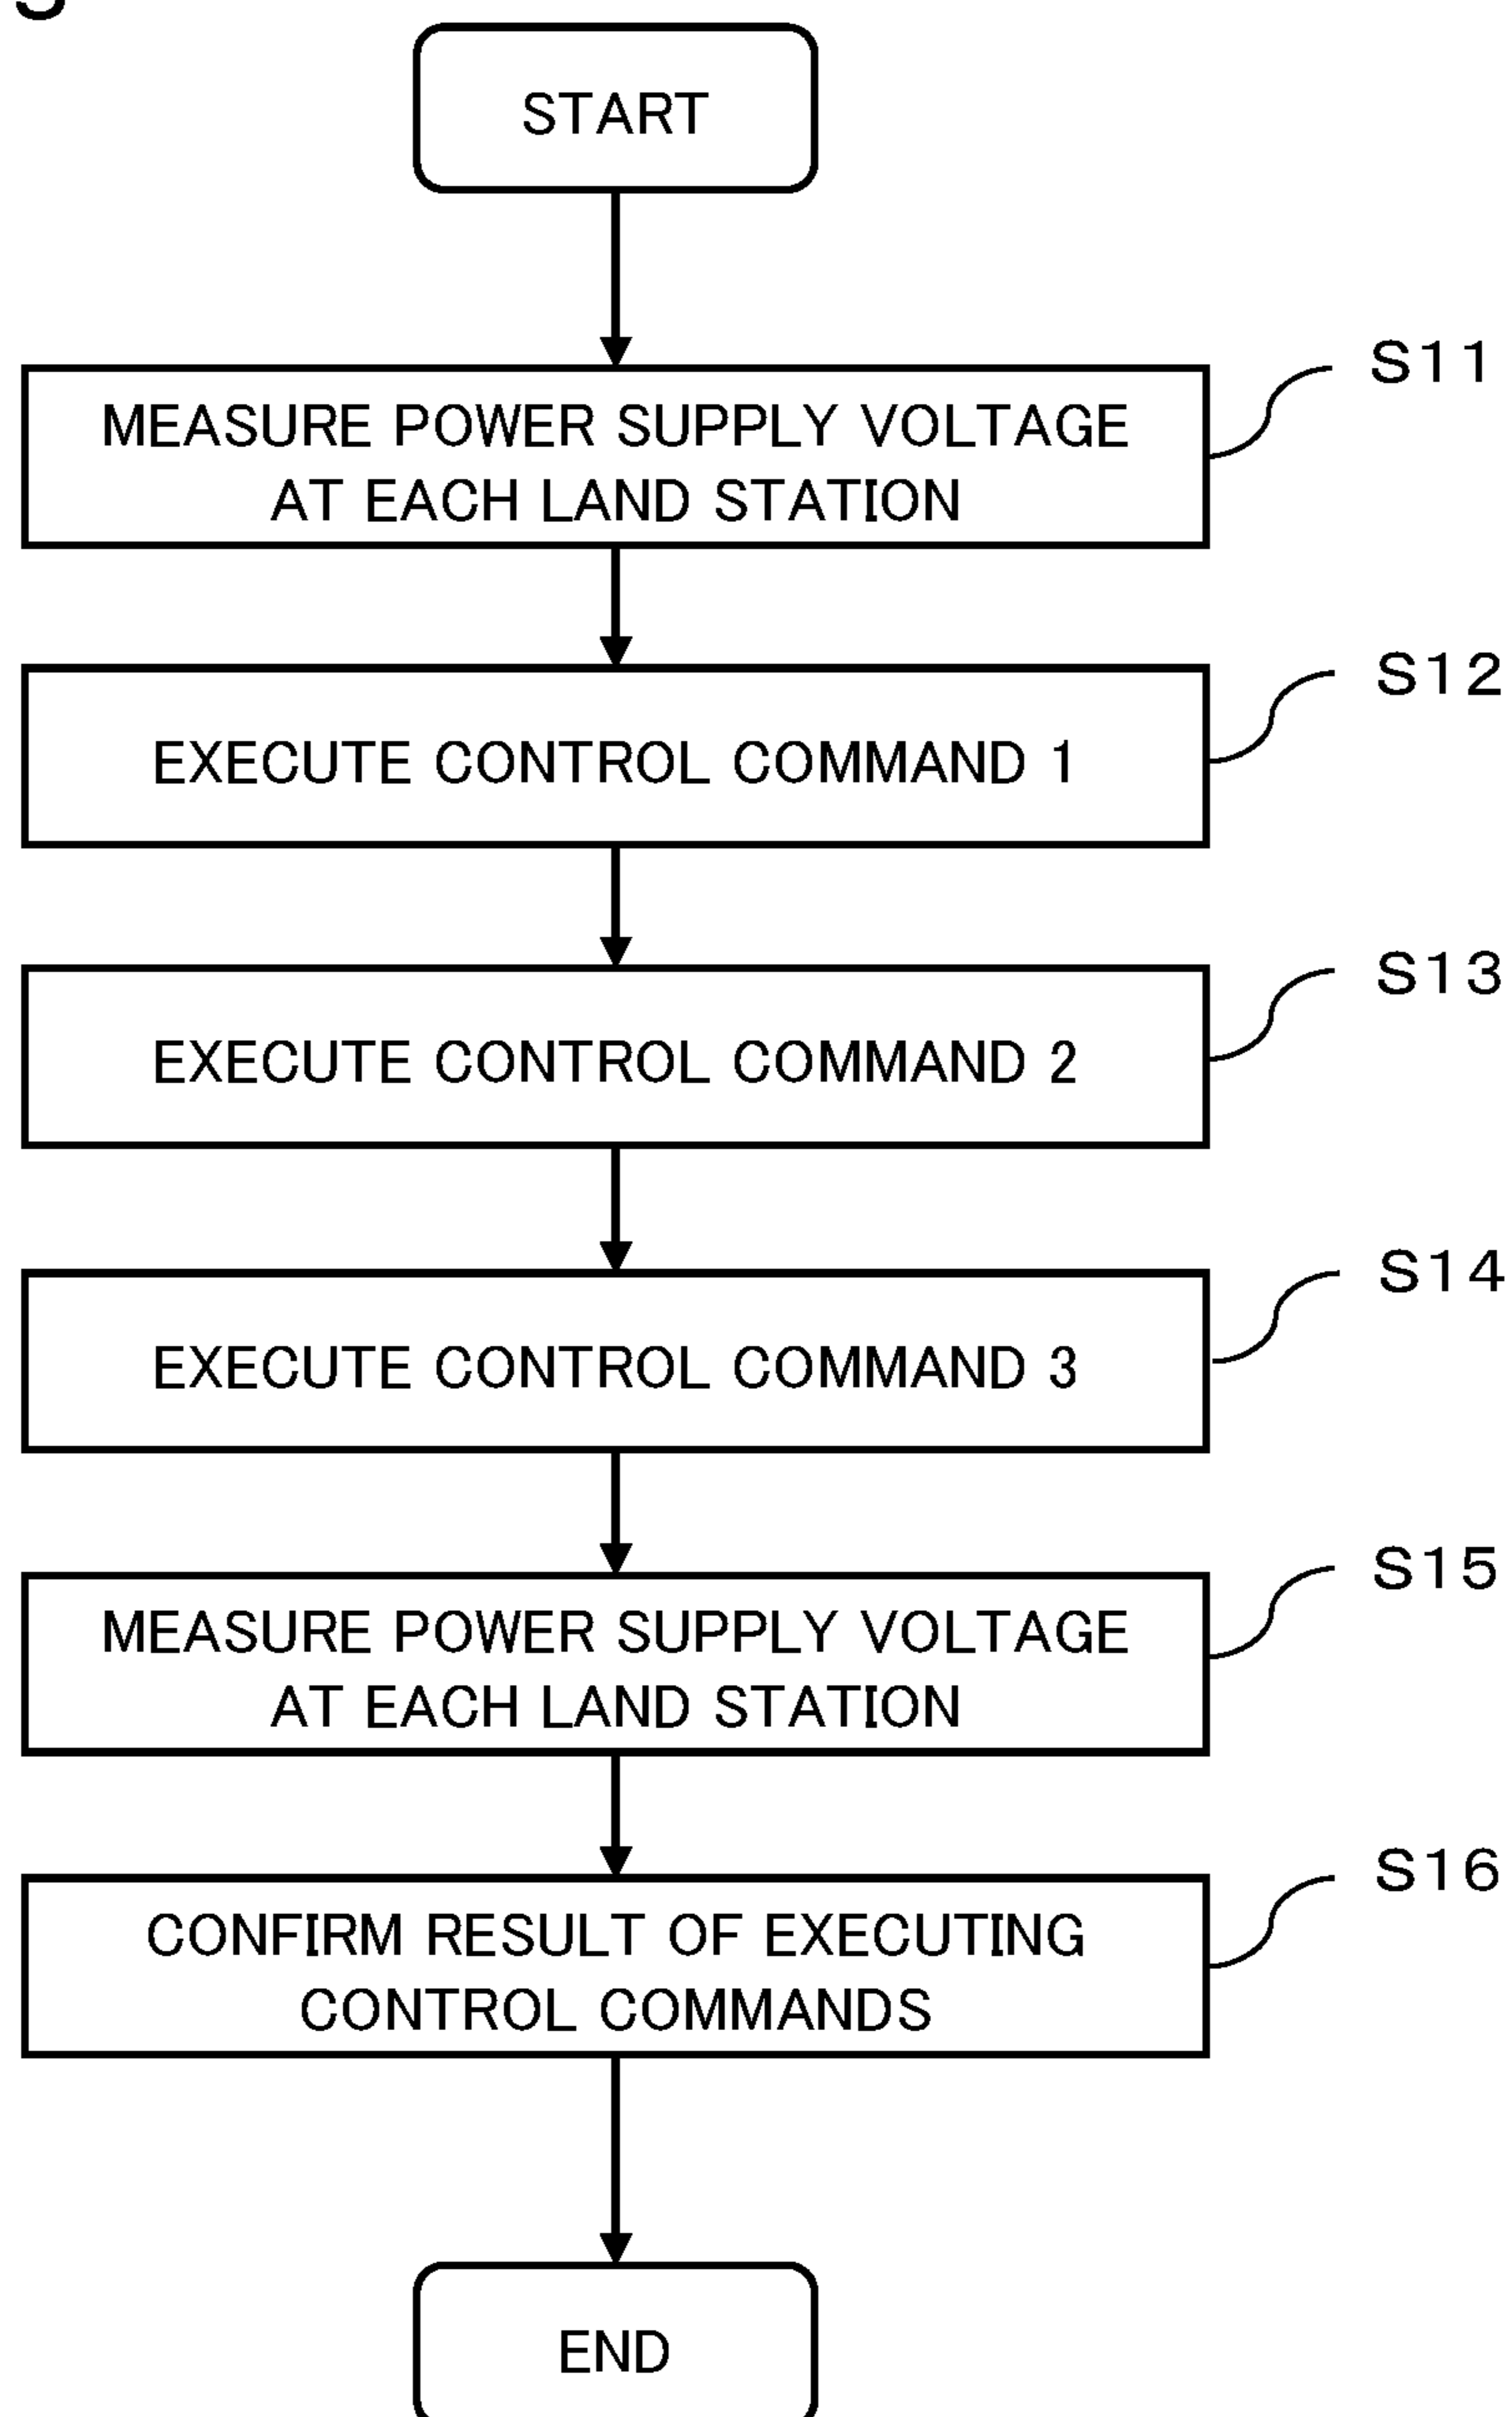 START
S11
MEASURE POWER SUPPLY VOLTAGE
AT EACH LAND STATION
S12
EXECUTE CONTROL COMMAND 1
S13
EXECUTE CONTROL COMMAND 2
S14
EXECUTE CONTROL COMMAND 3
S15
MEASURE POWER SUPPLY VOLTAGE
AT EACH LAND STATION
S16
CONFIRM RESULT OF EXECUTING
CONTROL COMMANDS
END